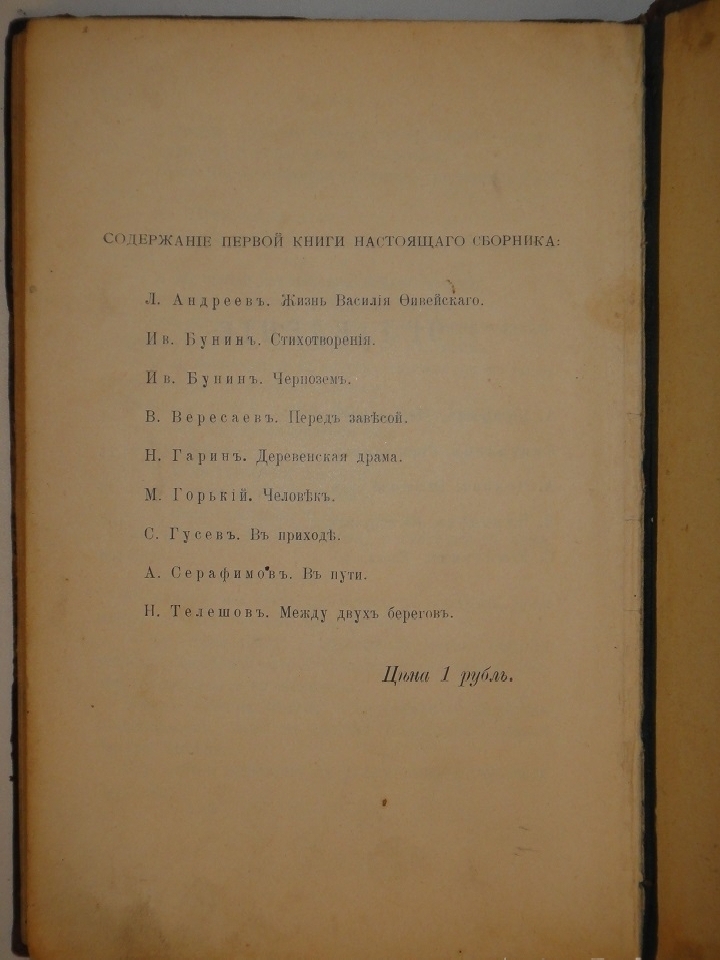 СОДЕРЖАНІЕ ПЕРВОЙ КНИГИ НАСТОЯЩАГО СБОРНИКА:
Л. Андреевъ. Жизнь Василія Ѳивейскаго.
Ив. Бунинъ. Стихотворенія.
Ив. Бунинъ. Черноземъ.
В. Вересаевъ. Передъ завѣсой.
Н. Гаринъ. Деревенская драма.
М. Горькій. Человѣкъ.
С. Гусевъ. Въ приходѣ.
А. Серафимовъ. Въ пути.
Н. Телешовъ. Между двухъ береговъ.
Цѣна 1 рубль.